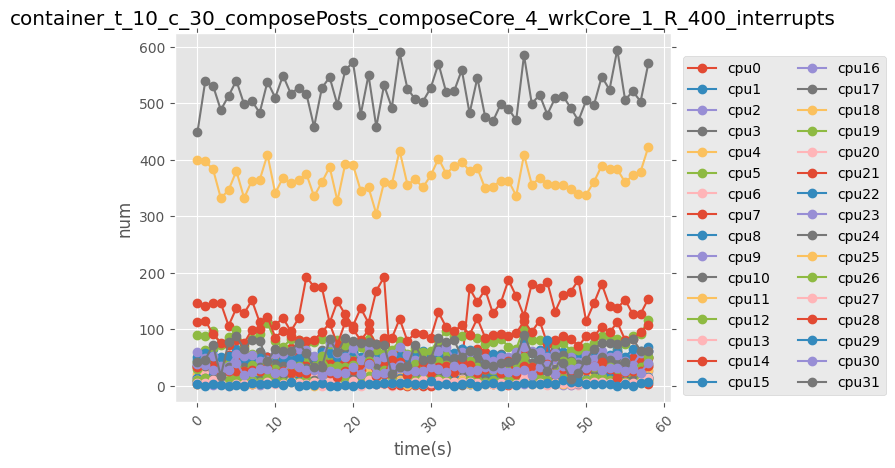 container_t_10_c_30_composePosts_composeCore_4_wrkCore_1_R_400_interrupts
600
500
400
300
200
100
0
num
0
10
20
30
40
50
60
time(s)
cpu0
cpu1
cpu2
cpu3
cpu4
cpu5
cpu6
cpu7
cpu8
cpu9
cpu10
cpu11
cpu12
cpu13
cpu14
cpu15
cpu16
cpu17
cpu18
cpu19
cpu20
cpu21
cpu22
cpu23
cpu24
cpu25
cpu26
cpu27
cpu28
cpu29
cpu30
cpu31